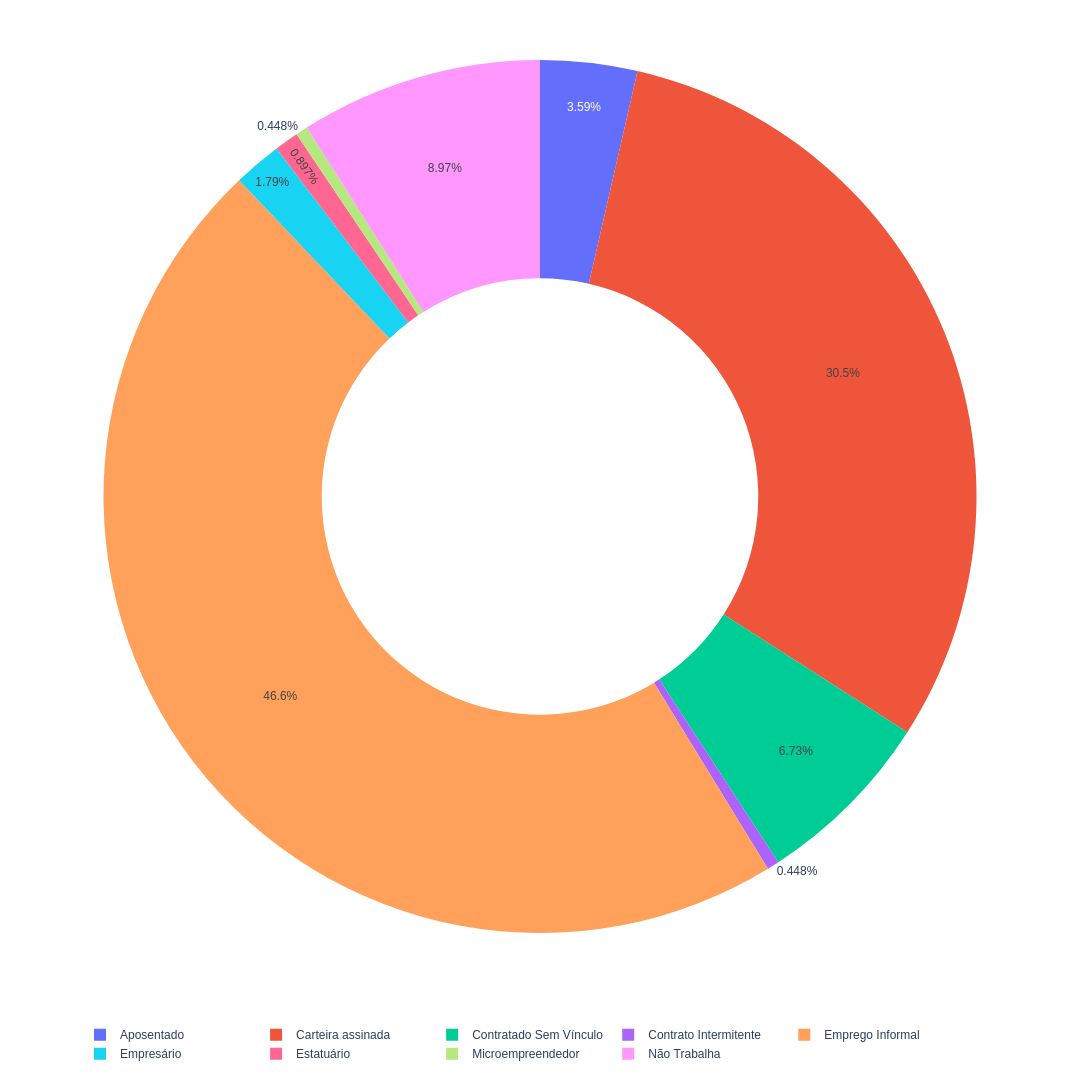 3.59%
0.448%
0.897%
8.97%
1.79%
30.5%
46.6%
6.73%
0.448%
Aposentado
Carteira assinada
Contratado Sem Vínculo
Contrato Intermitente
Emprego Informal
Empresário
Estatuário
Microempreendedor
Não Trabalha